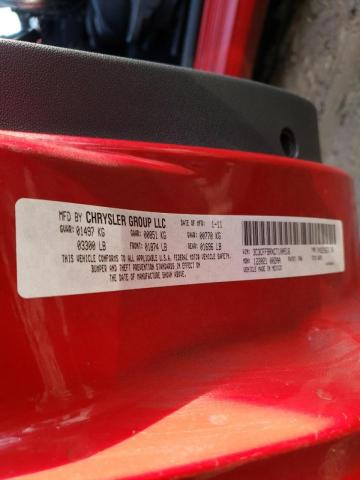 MFD BY CHRYSLER GROUP LLC DATE OF MFR: 1-11
GVWR: 01497 KG GAWR FRONT: 00851 KG GAWR REAR: 00770 KG
03300 LB 01874 LB 01696 LB
THIS VEHICLE CONFORMS TO ALL APPLICABLE U.S.A. FEDERAL MOTOR VEHICLE SAFETY,
BUMPER AND THEFT PREVENTION STANDARDS IN EFFECT ON
THE DATE OF MANUFACTURE SHOWN ABOVE.
VIN:
MDH:
VEHICLE MADE IN MEXICO